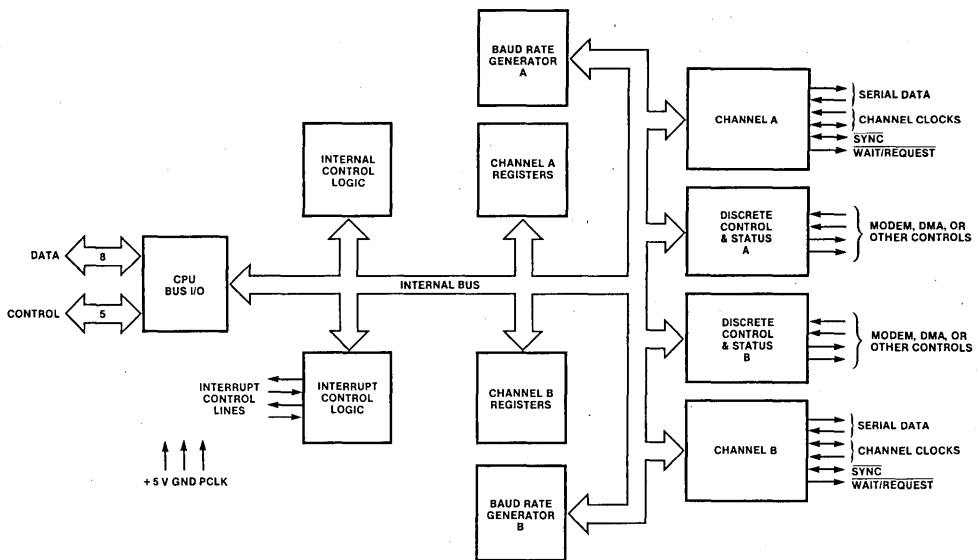 BAUD RATE
GENERATOR
A
INTERNAL
CONTROL
LOGIC
CHANNEL A
REGISTERS
CHANNEL A
SERIAL DATA
CHANNEL CLOCKS
SYNC
WAIT/REQUEST
DISCRETE
CONTROL
& STATUS
A
MODEM, DMA, OR
OTHER CONTROLS
DATA
8
CPU
BUS I/O
INTERNAL BUS
CONTROL
5
DISCRETE
CONTROL
& STATUS
B
MODEM, DMA, OR
OTHER CONTROLS
INTERRUPT
CONTROL
LINES
INTERRUPT
CONTROL
LOGIC
CHANNEL B
REGISTERS
CHANNEL B
SERIAL DATA
CHANNEL CLOCKS
SYNC
WAIT/REQUEST
+5 V GND PCLK
BAUD RATE
GENERATOR
B